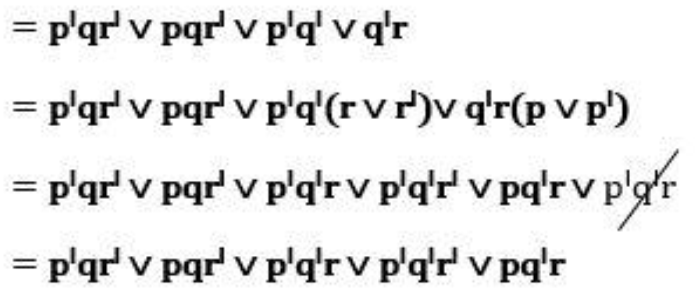 = pˡqrˡ ∨ pqrˡ ∨ pˡqˡ ∨ qˡr
= pˡqrˡ ∨ pqrˡ ∨ pˡqˡ(r ∨ rˡ)∨ qˡr(p ∨ pˡ)
= pˡqrˡ ∨ pqrˡ ∨ pˡqˡr ∨ pˡqˡrˡ ∨ pqˡr ∨ pˡqˡr
= pˡqrˡ ∨ pqrˡ ∨ pˡqˡr ∨ pˡqˡrˡ ∨ pqˡr